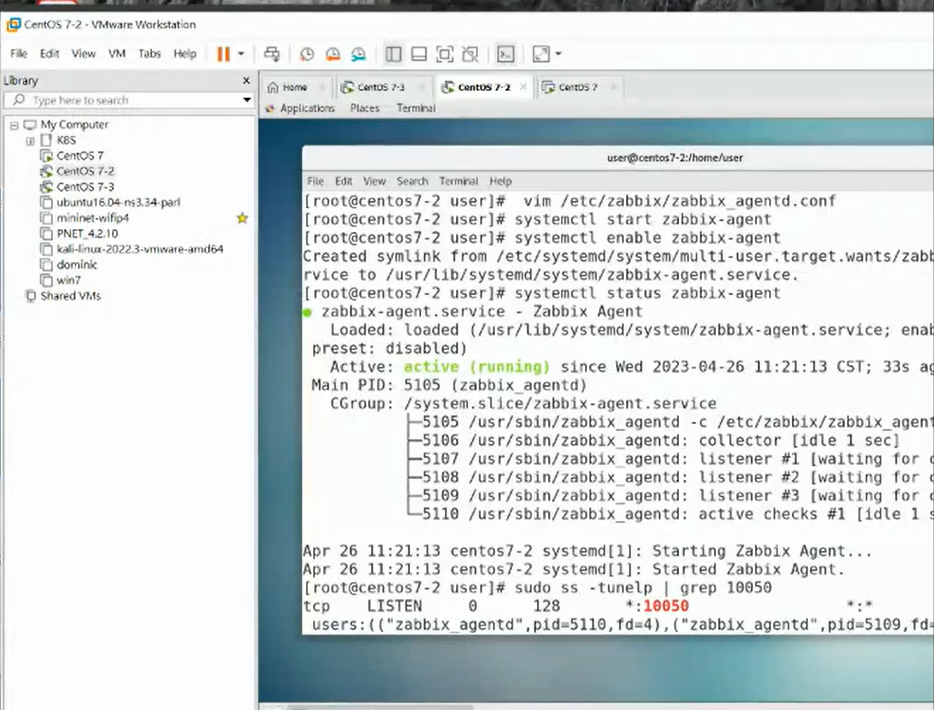 CentOS 7-2 - VMware Workstation
File Edit View VM Tabs Help
Library
Type here to search
Home CentOS 7-3 CentOS 7-2 CentOS 7
Applications Places Terminal
My Computer
K8S
CentOS 7
CentOS 7-2
CentOS 7-3
ubuntu16.04-ns3.34-parl
mininet-wifip4
PNET_4.2.10
kali-linux-2022.3-vmware-amd64
dominic
win7
Shared VMs
user@centos7-2:/home/user
File Edit View Search Terminal Help
[root@centos7-2 user]#  vim /etc/zabbix/zabbix_agentd.conf
[root@centos7-2 user]# systemctl start zabbix-agent
[root@centos7-2 user]# systemctl enable zabbix-agent
Created symlink from /etc/systemd/system/multi-user.target.wants/zabb
rvice to /usr/lib/systemd/system/zabbix-agent.service.
[root@centos7-2 user]# systemctl status zabbix-agent
● zabbix-agent.service - Zabbix Agent
Loaded: loaded (/usr/lib/systemd/system/zabbix-agent.service; enab
preset: disabled)
Active: active (running) since Wed 2023-04-26 11:21:13 CST; 33s ag
Main PID: 5105 (zabbix_agentd)
CGroup: /system.slice/zabbix-agent.service
├─5105 /usr/sbin/zabbix_agentd -c /etc/zabbix/zabbix_agent
├─5106 /usr/sbin/zabbix_agentd: collector [idle 1 sec]
├─5107 /usr/sbin/zabbix_agentd: listener #1 [waiting for c
├─5108 /usr/sbin/zabbix_agentd: listener #2 [waiting for c
├─5109 /usr/sbin/zabbix_agentd: listener #3 [waiting for c
└─5110 /usr/sbin/zabbix_agentd: active checks #1 [idle 1 s
Apr 26 11:21:13 centos7-2 systemd[1]: Starting Zabbix Agent...
Apr 26 11:21:13 centos7-2 systemd[1]: Started Zabbix Agent.
[root@centos7-2 user]# sudo ss -tunelp | grep 10050
tcp LISTEN 0 128 *:10050 *:*
users:(("zabbix_agentd",pid=5110,fd=4),("zabbix_agentd",pid=5109,fd=